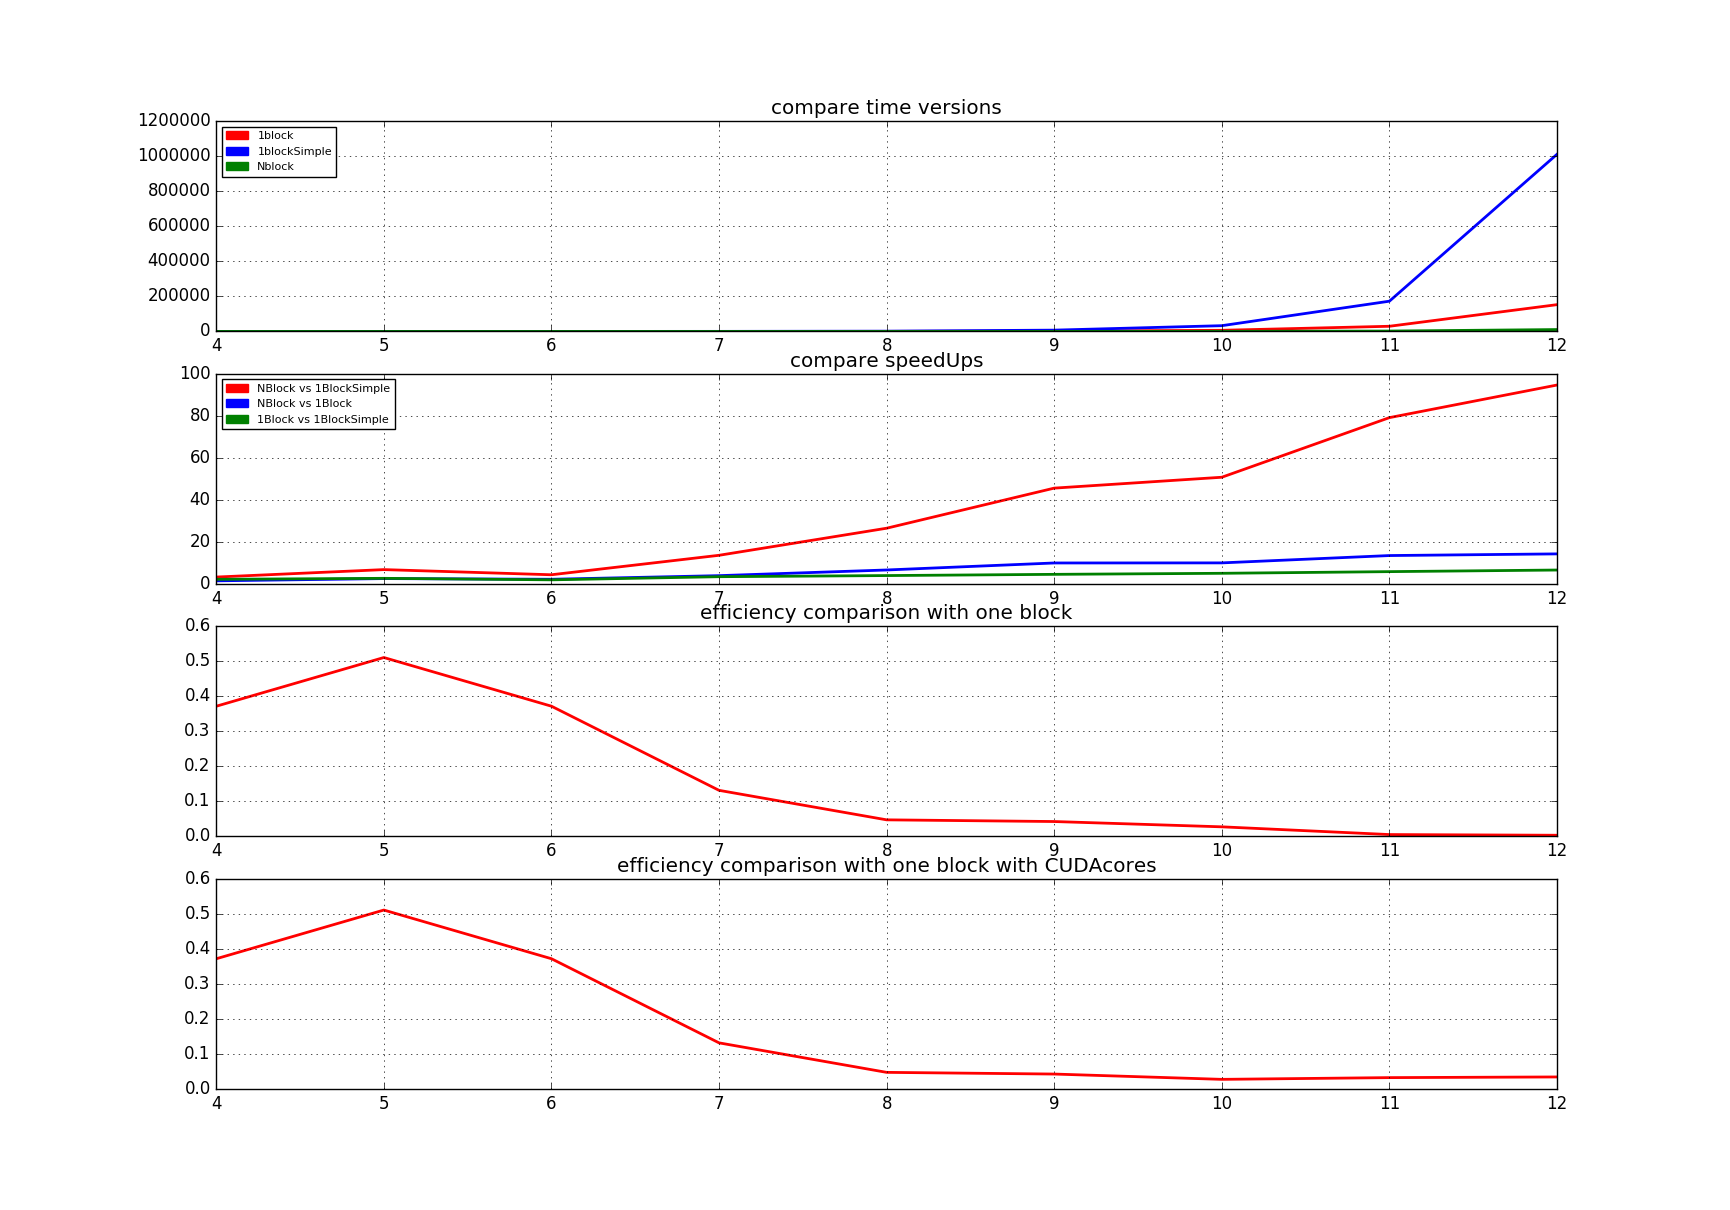 compare time versions
1200000
1000000
800000
600000
400000
200000
0
1block
1blockSimple
Nblock
4 5 6 7 8 9 10 11 12
compare speedUps
100
80
60
40
20
0
NBlock vs 1BlockSimple
NBlock vs 1Block
1Block vs 1BlockSimple
4 5 6 7 8 9 10 11 12
efficiency comparison with one block
0.6
0.5
0.4
0.3
0.2
0.1
0.0
4 5 6 7 8 9 10 11 12
efficiency comparison with one block with CUDAcores
0.6
0.5
0.4
0.3
0.2
0.1
0.0
4 5 6 7 8 9 10 11 12